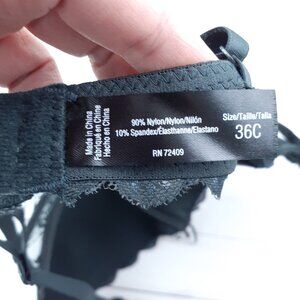 Made in China
Fabriqué en Chine
Hecho en China
90% Nylon/Nylon/Nilón
10% Spandex/Élasthanne/Elastano
RN 72409
Size/Taille/Talla
36C